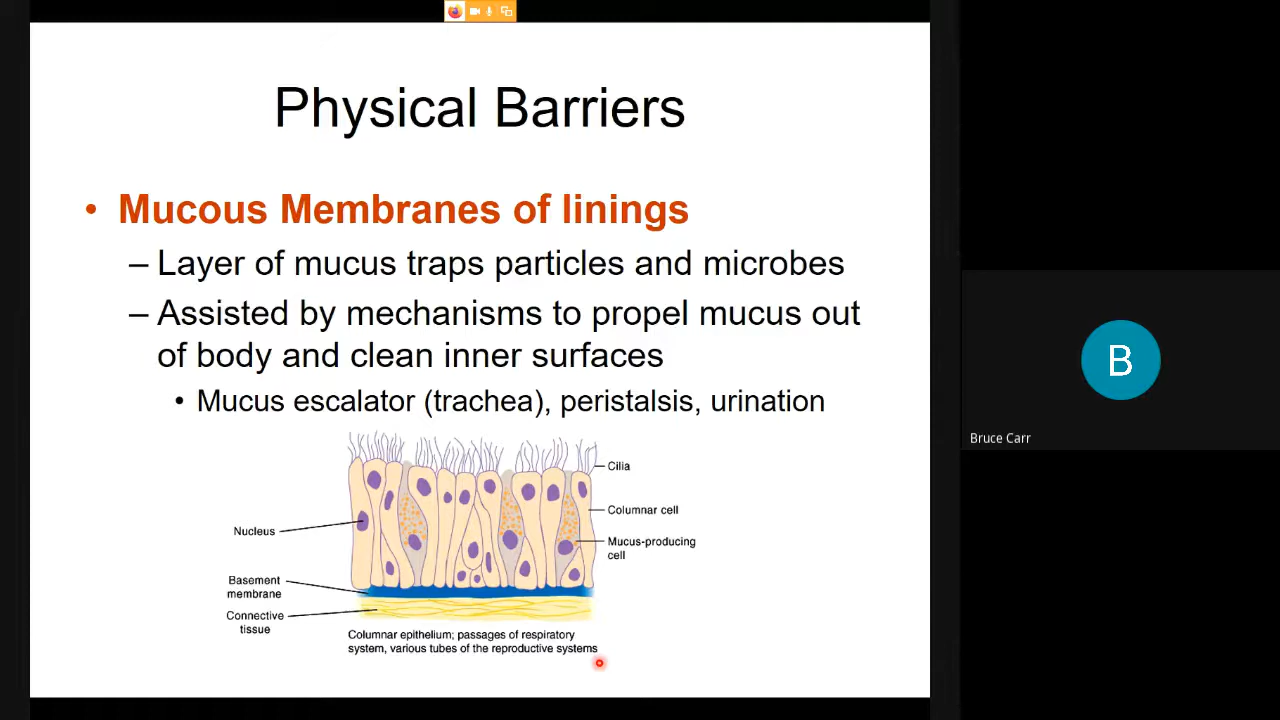 Physical Barriers
• Mucous Membranes of linings
– Layer of mucus traps particles and microbes
– Assisted by mechanisms to propel mucus out
of body and clean inner surfaces
• Mucus escalator (trachea), peristalsis, urination
Cilia
Columnar cell
Mucus-producing
cell
Nucleus
Basement
membrane
Connective
tissue
Columnar epithelium; passages of respiratory
system, various tubes of the reproductive systems
B
Bruce Carr